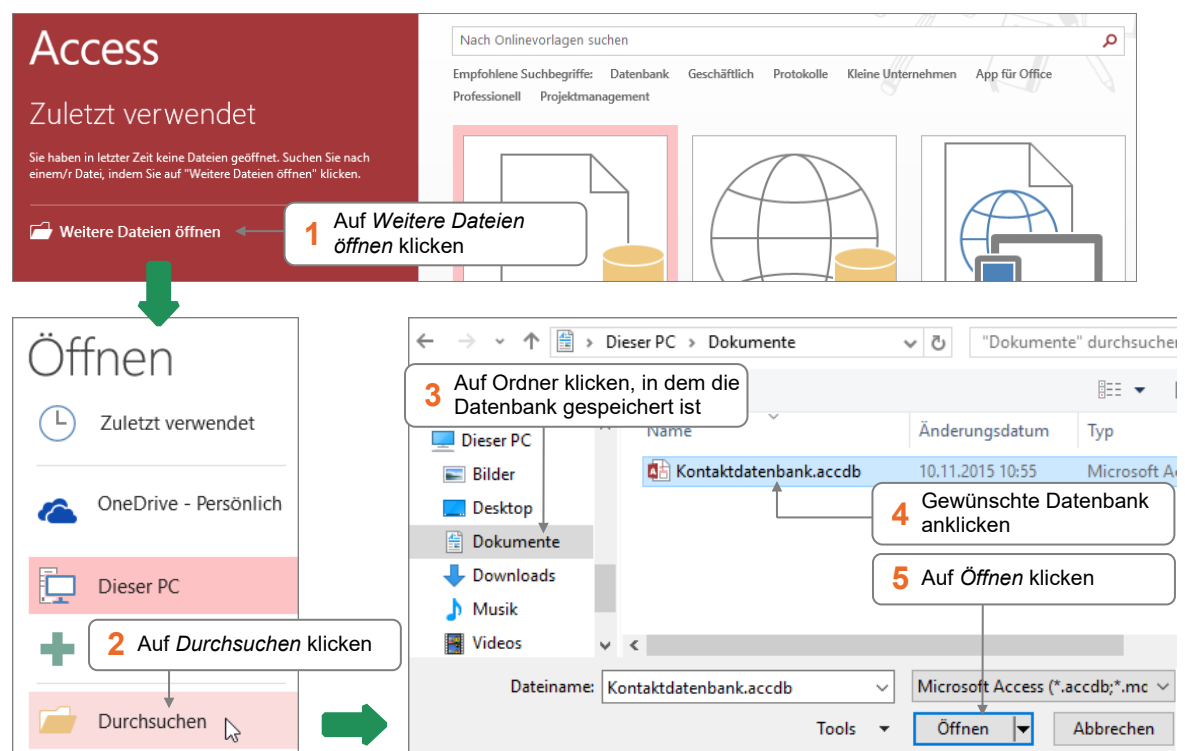 Access
Zuletzt verwendet
Sie haben in letzter Zeit keine Dateien geöffnet. Suchen Sie nach
einem/r Datei, indem Sie auf "Weitere Dateien öffnen" klicken.
Weitere Dateien öffnen
1 Auf Weitere Dateien
öffnen klicken
Nach Onlinevorlagen suchen
Empfohlene Suchbegriffe: Datenbank Geschäftlich Protokolle Kleine Unternehmen App für Office
Professionell Projektmanagement
Öffnen
Zuletzt verwendet
OneDrive - Persönlich
Dieser PC
2 Auf Durchsuchen klicken
Durchsuchen
Dieser PC > Dokumente
"Dokumente" durchsuchen
3 Auf Ordner klicken, in dem die
Datenbank gespeichert ist
Name Änderungsdatum Typ
Dieser PC
Bilder
Desktop
Dokumente
Downloads
Musik
Videos
Kontaktdatenbank.accdb 10.11.2015 10:55 Microsoft Ac
4 Gewünschte Datenbank
anklicken
5 Auf Öffnen klicken
Dateiname: Kontaktdatenbank.accdb Microsoft Access (*.accdb;*.mc
Tools Öffnen Abbrechen